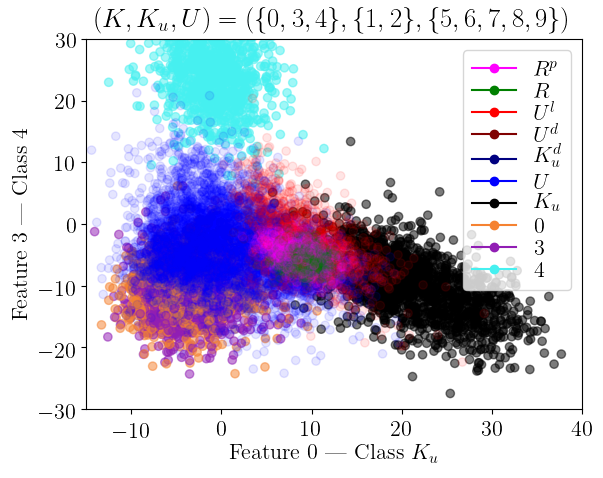 (K, K_u, U) = ({0, 3, 4}, {1, 2}, {5, 6, 7, 8, 9})
30
20
10
0
−10
−20
−30
Feature 3 — Class 4
R^p
R
U^l
U^d
K_u^d
U
K_u
0
3
4
−10 0 10 20 30 40
Feature 0 — Class K_u